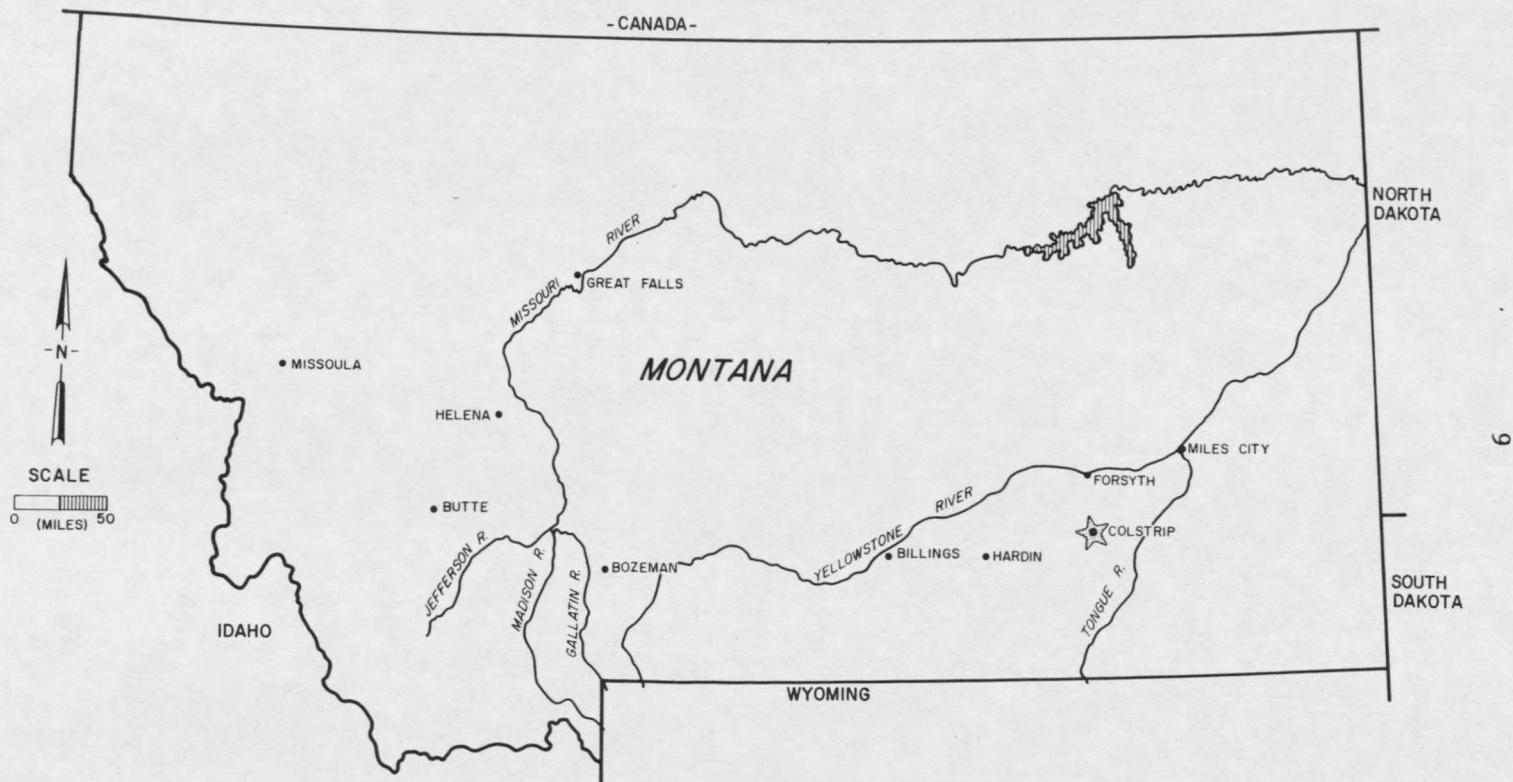 -CANADA-
NORTH
DAKOTA
MISSOURI RIVER
GREAT FALLS
-N-
MISSOULA
MONTANA
HELENA
SCALE
0 (MILES) 50
BUTTE
MILES CITY
FORSYTH
YELLOWSTONE RIVER
COLSTRIP
BILLINGS
HARDIN
BOZEMAN
JEFFERSON R.
MADISON R.
GALLATIN R.
TONGUE R.
IDAHO
SOUTH
DAKOTA
WYOMING
9